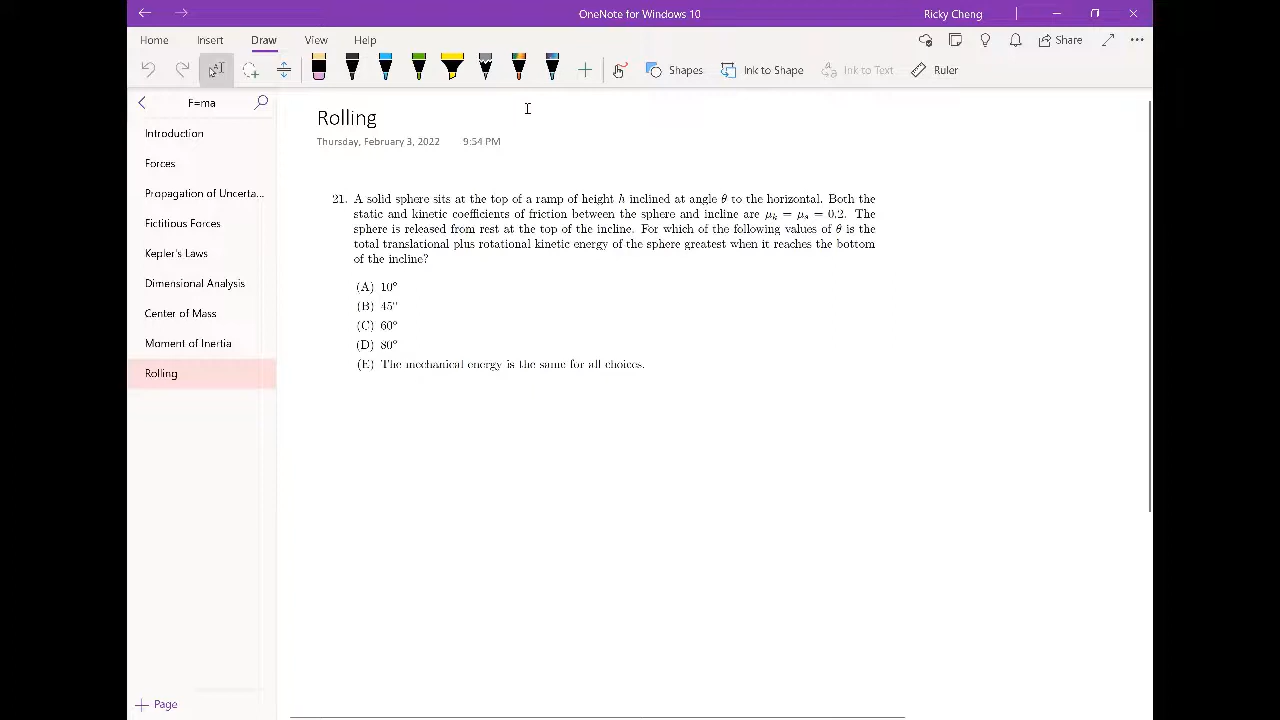 OneNote for Windows 10
Ricky Cheng
Home Insert Draw View Help
Share
Shapes Ink to Shape Ink to Text Ruler
F=ma
Introduction
Forces
Propagation of Uncerta...
Fictitious Forces
Kepler's Laws
Dimensional Analysis
Center of Mass
Moment of Inertia
Rolling
Page
Rolling
Thursday, February 3, 2022 9:54 PM
21. A solid sphere sits at the top of a ramp of height h inclined at angle θ to the horizontal. Both the
static and kinetic coefficients of friction between the sphere and incline are μk = μs = 0.2. The
sphere is released from rest at the top of the incline. For which of the following values of θ is the
total translational plus rotational kinetic energy of the sphere greatest when it reaches the bottom
of the incline?
(A) 10°
(B) 45°
(C) 60°
(D) 80°
(E) The mechanical energy is the same for all choices.